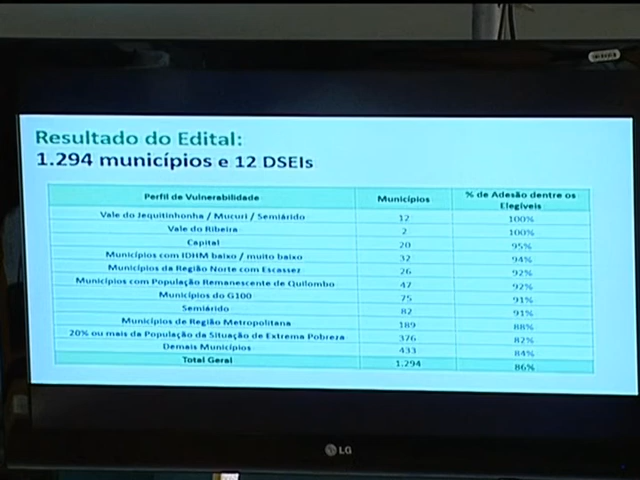 Resultado do Edital:
1.294 municípios e 12 DSEIs
Perfil de Vulnerabilidade Municípios % de Adesão dentre os Elegíveis
Vale do Jequitinhonha / Mucuri / Semiárido 12 100%
Vale do Ribeira 2 100%
Capital 20 95%
Municípios com IDHM baixo / muito baixo 32 94%
Municípios da Região Norte com Escassez 26 92%
Municípios com População Remanescente de Quilombo 47 92%
Municípios do G100 75 91%
Semiárido 82 91%
Municípios de Região Metropolitana 189 88%
20% ou mais da População da Situação de Extrema Pobreza 376 82%
Demais Municípios 433 84%
Total Geral 1.294 86%
LG